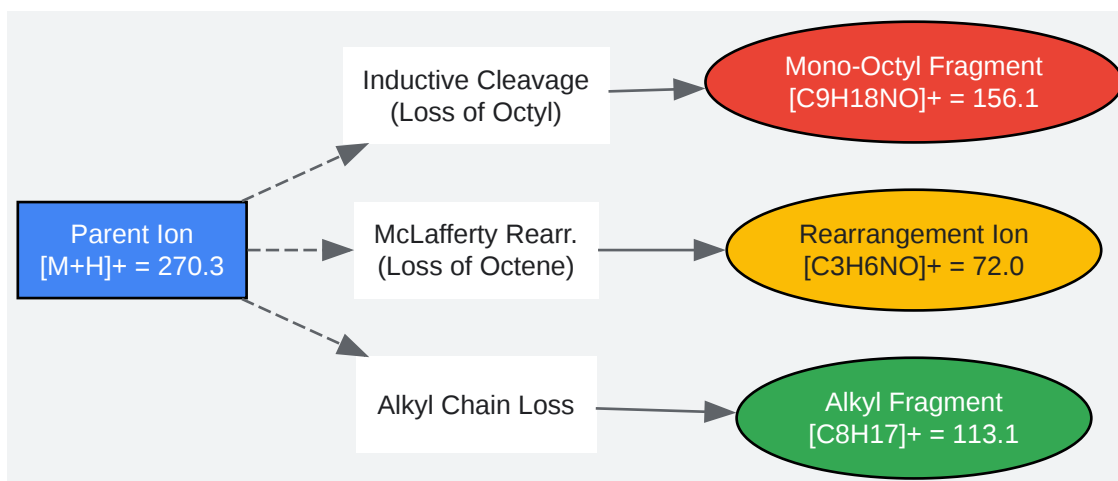 Inductive Cleavage
(Loss of Octyl)
Mono-Octyl Fragment
[C9H18NO]+ = 156.1
Parent Ion
[M+H]+ = 270.3
McLafferty Rearr.
(Loss of Octene)
Rearrangement Ion
[C3H6NO]+ = 72.0
Alkyl Chain Loss
Alkyl Fragment
[C8H17]+ = 113.1